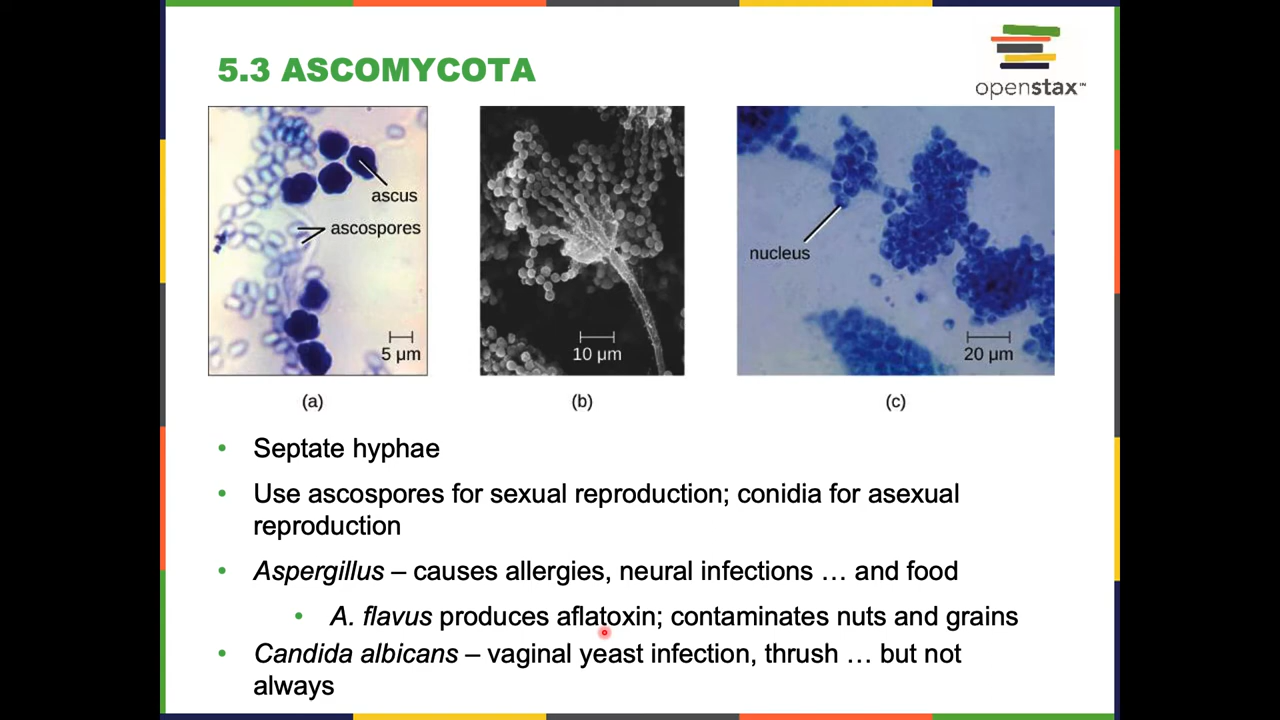 5.3 ASCOMYCOTA
openstax™
ascus
ascospores
5 µm
10 µm
nucleus
20 µm
(a)
(b)
(c)
• Septate hyphae
• Use ascospores for sexual reproduction; conidia for asexual
reproduction
• Aspergillus – causes allergies, neural infections … and food
• A. flavus produces aflatoxin; contaminates nuts and grains
• Candida albicans – vaginal yeast infection, thrush … but not
always